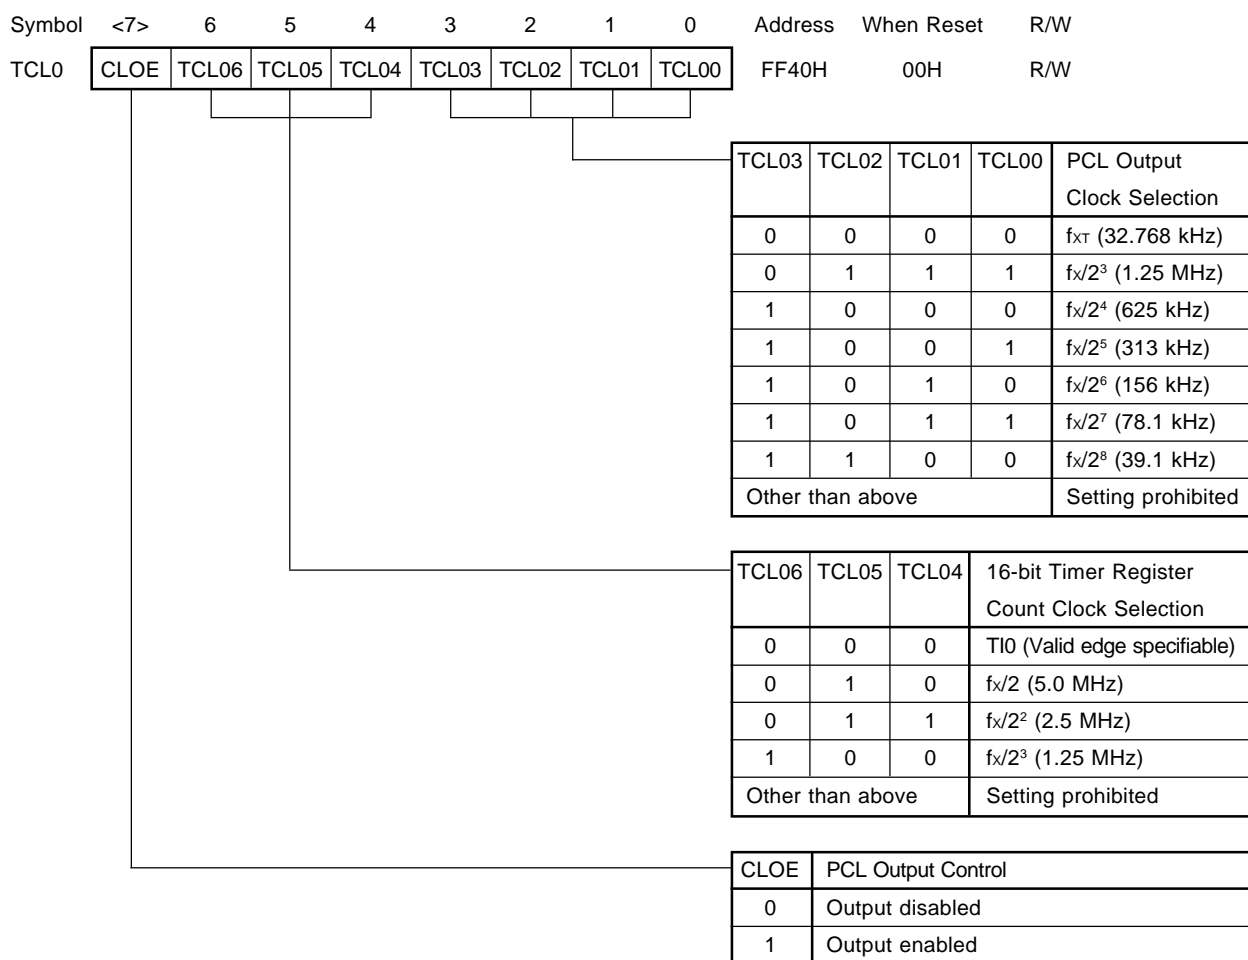 Symbol <7> 6 5 4 3 2 1 0 Address When Reset R/W
TCL0 CLOE TCL06 TCL05 TCL04 TCL03 TCL02 TCL01 TCL00 FF40H 00H R/W
TCL03 TCL02 TCL01 TCL00 PCL Output
Clock Selection
0 0 0 0 fXT (32.768 kHz)
0 1 1 1 fX/2³ (1.25 MHz)
1 0 0 0 fX/2⁴ (625 kHz)
1 0 0 1 fX/2⁵ (313 kHz)
1 0 1 0 fX/2⁶ (156 kHz)
1 0 1 1 fX/2⁷ (78.1 kHz)
1 1 0 0 fX/2⁸ (39.1 kHz)
Other than above Setting prohibited
TCL06 TCL05 TCL04 16-bit Timer Register
Count Clock Selection
0 0 0 TI0 (Valid edge specifiable)
0 1 0 fX/2 (5.0 MHz)
0 1 1 fX/2² (2.5 MHz)
1 0 0 fX/2³ (1.25 MHz)
Other than above Setting prohibited
CLOE PCL Output Control
0 Output disabled
1 Output enabled